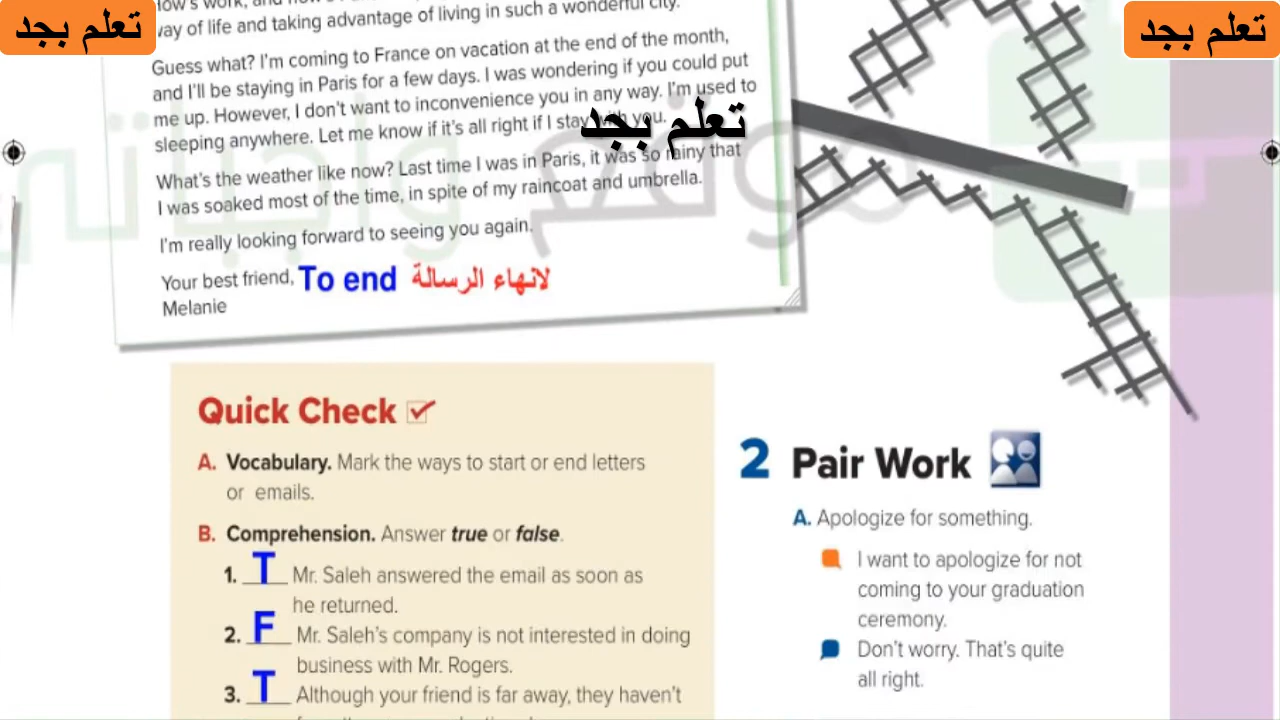 تعلم بجد
تعلم بجد
way of life and taking advantage of living in such a wonderful city.
Guess what? I'm coming to France on vacation at the end of the month,
and I'll be staying in Paris for a few days. I was wondering if you could put
me up. However, I don't want to inconvenience you in any way. I'm used to
sleeping anywhere. Let me know if it's all right if I stay with you.
تعلم بجد
What's the weather like now? Last time I was in Paris, it was so rainy that
I was soaked most of the time, in spite of my raincoat and umbrella.
I'm really looking forward to seeing you again.
Your best friend, To end لانهاء الرسالة
Melanie
Quick Check
A. Vocabulary. Mark the ways to start or end letters
or emails.
B. Comprehension. Answer true or false.
1. T Mr. Saleh answered the email as soon as
he returned.
2. F Mr. Saleh's company is not interested in doing
business with Mr. Rogers.
3. T Although your friend is far away, they haven't
2 Pair Work
A. Apologize for something.
I want to apologize for not
coming to your graduation
ceremony.
Don't worry. That's quite
all right.